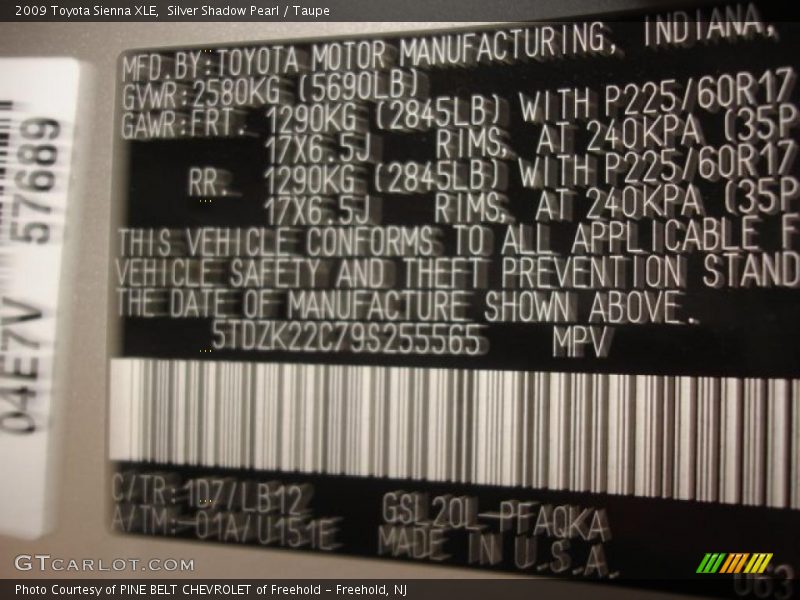 2009 Toyota Sienna XLE, Silver Shadow Pearl / Taupe
MFD.BY:TOYOTA MOTOR MANUFACTURING, INDIANA,
GVWR:2580KG (5690LB)
GAWR:FRT. 1290KG (2845LB) WITH P225/60R17
17X6.5J RIMS, AT 240KPA (35P
RR. 1290KG (2845LB) WITH P225/60R17
17X6.5J RIMS, AT 240KPA (35P
THIS VEHICLE CONFORMS TO ALL APPLICABLE F
VEHICLE SAFETY AND THEFT PREVENTION STAND
THE DATE OF MANUFACTURE SHOWN ABOVE.
5TDZK22C79S255565 MPV
C/TR:1D7/LB12
A/TM:-01A/U151E
GSL20L-PFAQKA
MADE IN U.S.A.
04E7V 57689
063
GTCARLOT.COM
Photo Courtesy of PINE BELT CHEVROLET of Freehold - Freehold, NJ